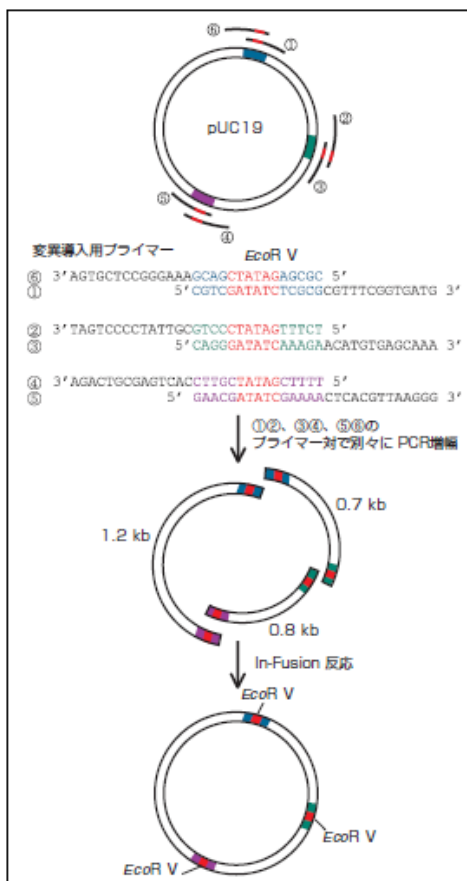 ⑥
①
②
pUC19
③
⑤
④
変異導入用プライマー
EcoR V
⑥ 3'AGTGCTCCGGGAAAGCAGCTATAGAGCGC 5'
① 5'CGTCGATATCTCGCGCGTTTCGGTGATG 3'
② 3'TAGTCCCCTATTGCGTCCCTATAGTTTCT 5'
③ 5'CAGGGATATCAAAGAACATGTGAGCAAA 3'
④ 3'AGACTGCGAGTCACCTTGCTATAGCTTTT 5'
⑤ 5'GAACGATATCGAAAACTCACGTTAAGGG 3'
①②、③④、⑤⑥の
プライマー対で別々に PCR増幅
0.7 kb
1.2 kb
0.8 kb
In-Fusion 反応
EcoR V
EcoR V
EcoR V